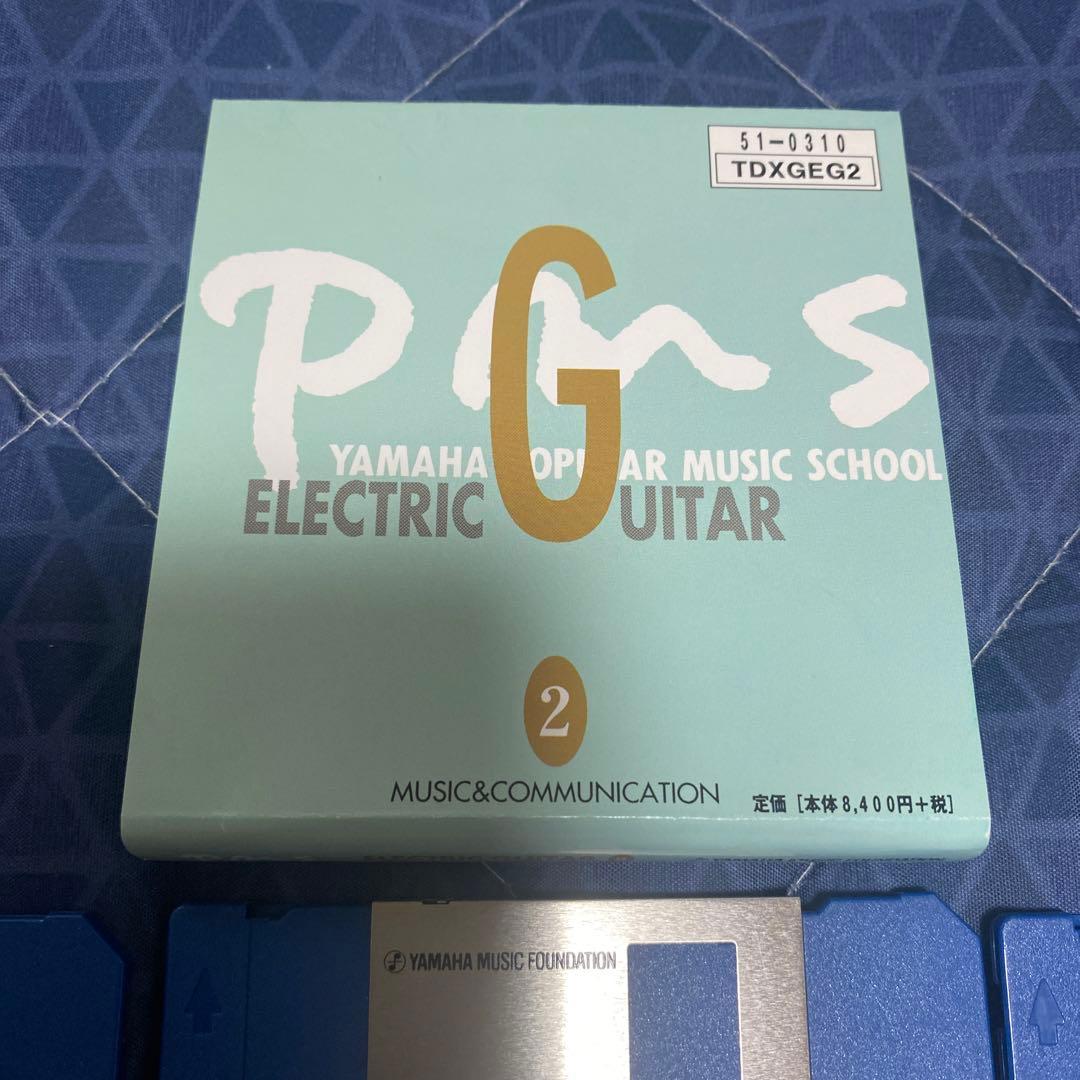 51-0310
TDXGEG2
pms
YAMAHA POPULAR MUSIC SCHOOL
ELECTRIC GUITAR
2
MUSIC&COMMUNICATION
定価 [本体8,400円+税]
YAMAHA MUSIC FOUNDATION